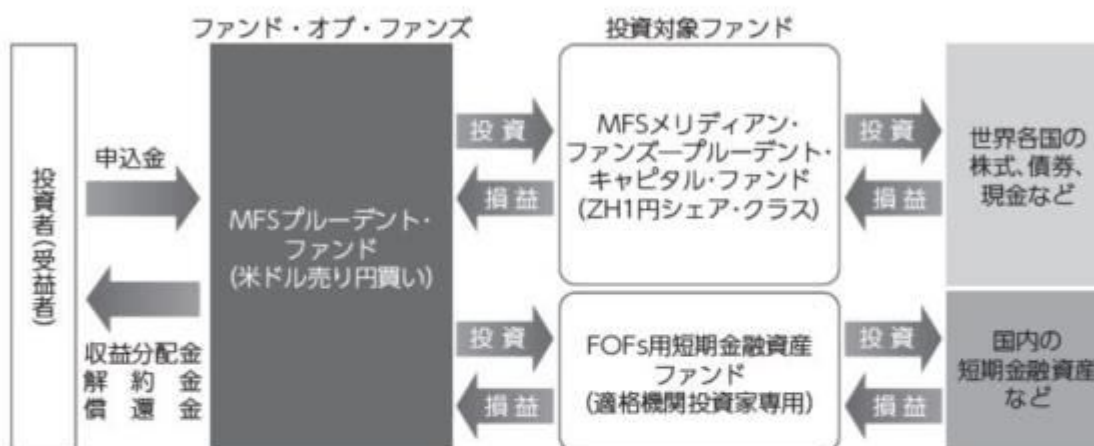 ファンド・オブ・ファンズ
投資対象ファンド
投資者(受益者)
申込金
収益分配金
解約金
償還金
MFSプルーデント・
ファンド
(米ドル売り円買い)
投資
損益
MFSメリディアン・
ファンズ―プルーデント・
キャピタル・ファンド
(ZH1円シェア・クラス)
投資
損益
世界各国の
株式、債券、
現金など
投資
損益
FOFs用短期金融資産
ファンド
(適格機関投資家専用)
投資
損益
国内の
短期金融資産
など